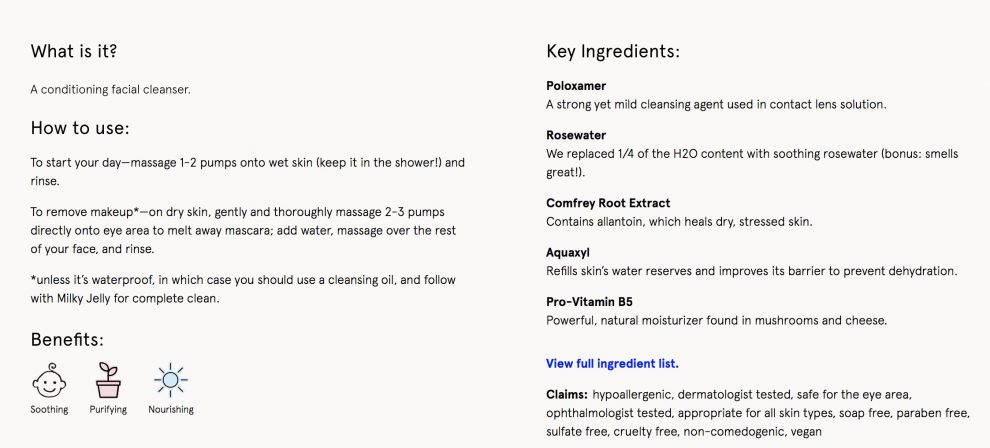 What is it?
A conditioning facial cleanser.
How to use:
To start your day—massage 1-2 pumps onto wet skin (keep it in the shower!) and
rinse.
To remove makeup*—on dry skin, gently and thoroughly massage 2-3 pumps
directly onto eye area to melt away mascara; add water, massage over the rest
of your face, and rinse.
*unless it's waterproof, in which case you should use a cleansing oil, and follow
with Milky Jelly for complete clean.
Benefits:
Soothing Purifying Nourishing
Key Ingredients:
Poloxamer
A strong yet mild cleansing agent used in contact lens solution.
Rosewater
We replaced 1/4 of the H2O content with soothing rosewater (bonus: smells
great!).
Comfrey Root Extract
Contains allantoin, which heals dry, stressed skin.
Aquaxyl
Refills skin's water reserves and improves its barrier to prevent dehydration.
Pro-Vitamin B5
Powerful, natural moisturizer found in mushrooms and cheese.
View full ingredient list.
Claims: hypoallergenic, dermatologist tested, safe for the eye area,
ophthalmologist tested, appropriate for all skin types, soap free, paraben free,
sulfate free, cruelty free, non-comedogenic, vegan